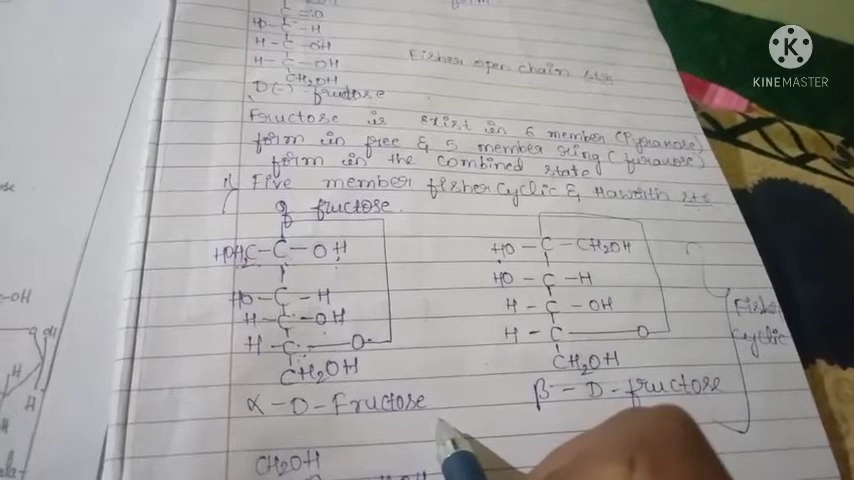 C=O
HO-C-H
H-C-OH
H-C-OH
CH2OH
Fisher open chain str
D(-) fructose
Fructose is exist in 6 member (Pyranose)
form in free & 5 member ring (furanose)
form in the combined state
Five member fisher cyclic & Haworth str
of fructose.
HOH2C-C-OH
HO-C-H
H-C-OH
H-C-O
CH2OH
α-D-Fructose
HO-C-CH2OH
HO-C-H
H-C-OH
H-C-O
CH2OH
β-D-fructose
Cyclic
CH2OH
-OH
H
H
K
KINEMASTER